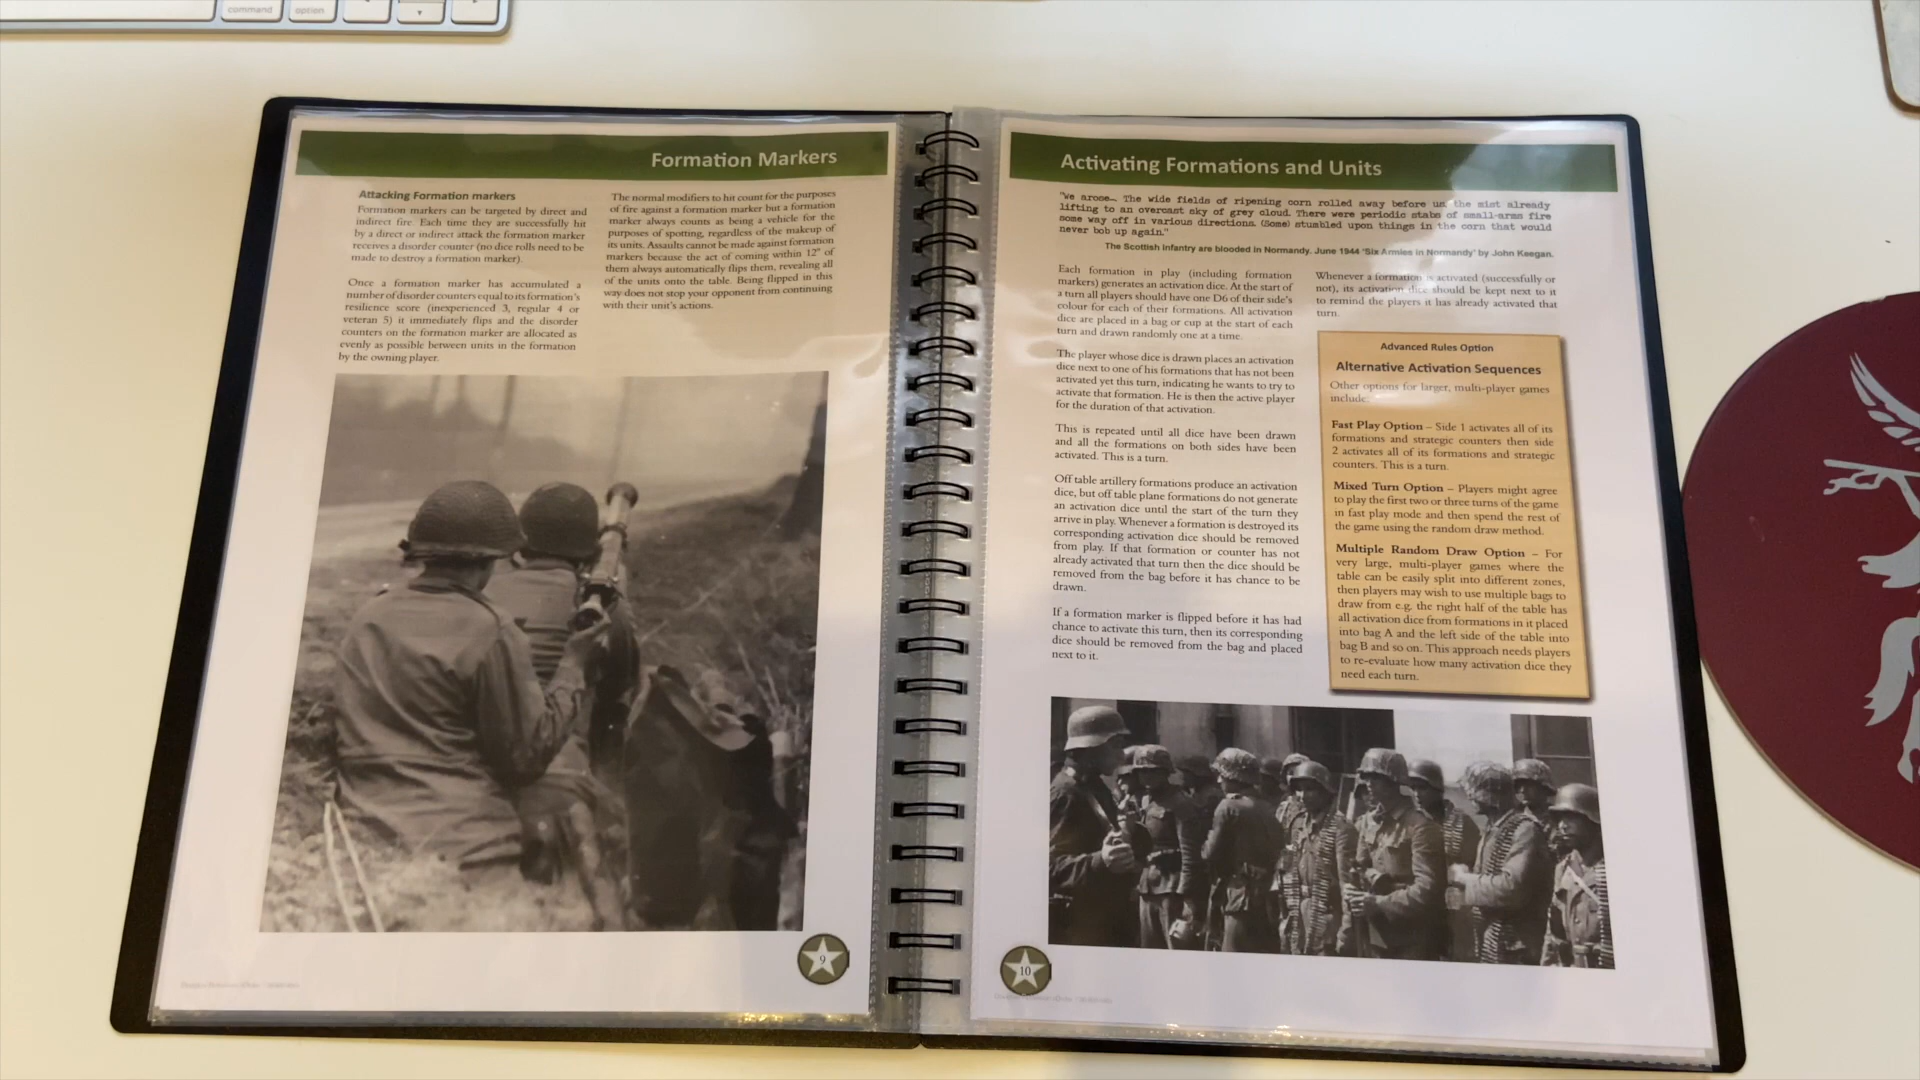 command
option
Formation Markers
Attacking Formation markers
Formation markers can be targeted by direct and
indirect fire. Each time they are successfully hit
by a direct or indirect attack the formation marker
receives a disorder counter (no dice rolls need to be
made to destroy a formation marker).
Once a formation marker has accumulated a
number of disorder counters equal to its formation's
resilience score (inexperienced 3, regular 4 or
veteran 5) it immediately flips and the disorder
counters on the formation marker are allocated as
evenly as possible between units in the formation
by the owning player.
The normal modifiers to hit count for the purposes
of fire against a formation marker but a formation
marker always counts as being a vehicle for the
purposes of spotting, regardless of the makeup of
its units. Assaults cannot be made against formation
markers because the act of coming within 12" of
them always automatically flips them, revealing all
of the units onto the table. Being flipped in this
way does not stop your opponent from continuing
with their unit's actions.
9
Activating Formations and Units
"We arose... The wide fields of ripening corn rolled away before us, the mist already
lifting to an overcast sky of grey cloud. There were periodic stabs of small-arms fire
some way off in various directions. (Some) stumbled upon things in the corn that would
never bob up again."
The Scottish Infantry are blooded in Normandy. June 1944 'Six Armies in Normandy' by John Keegan.
Each formation in play (including formation
markers) generates an activation dice. At the start of
a turn all players should have one D6 of their side's
colour for each of their formations. All activation
dice are placed in a bag or cup at the start of each
turn and drawn randomly one at a time.
The player whose dice is drawn places an activation
dice next to one of his formations that has not been
activated yet this turn, indicating he wants to try to
activate that formation. He is then the active player
for the duration of that activation.
This is repeated until all dice have been drawn
and all the formations on both sides have been
activated. This is a turn.
Off table artillery formations produce an activation
dice, but off table plane formations do not generate
an activation dice until the start of the turn they
arrive in play. Whenever a formation is destroyed its
corresponding activation dice should be removed
from play. If that formation or counter has not
already activated that turn then the dice should be
removed from the bag before it has chance to be
drawn.
If a formation marker is flipped before it has had
chance to activate this turn, then its corresponding
dice should be removed from the bag and placed
next to it.
Whenever a formation is activated (successfully or
not), its activation dice should be kept next to it
to remind the players it has already activated that
turn.
Advanced Rules Option
Alternative Activation Sequences
Other options for larger, multi-player games
include:
Fast Play Option – Side 1 activates all of its
formations and strategic counters then side
2 activates all of its formations and strategic
counters. This is a turn.
Mixed Turn Option – Players might agree
to play the first two or three turns of the game
in fast play mode and then spend the rest of
the game using the random draw method.
Multiple Random Draw Option – For
very large, multi-player games where the
table can be easily split into different zones,
then players may wish to use multiple bags to
draw from e.g. the right half of the table has
all activation dice from formations in it placed
into bag A and the left side of the table into
bag B and so on. This approach needs players
to re-evaluate how many activation dice they
need each turn.
10